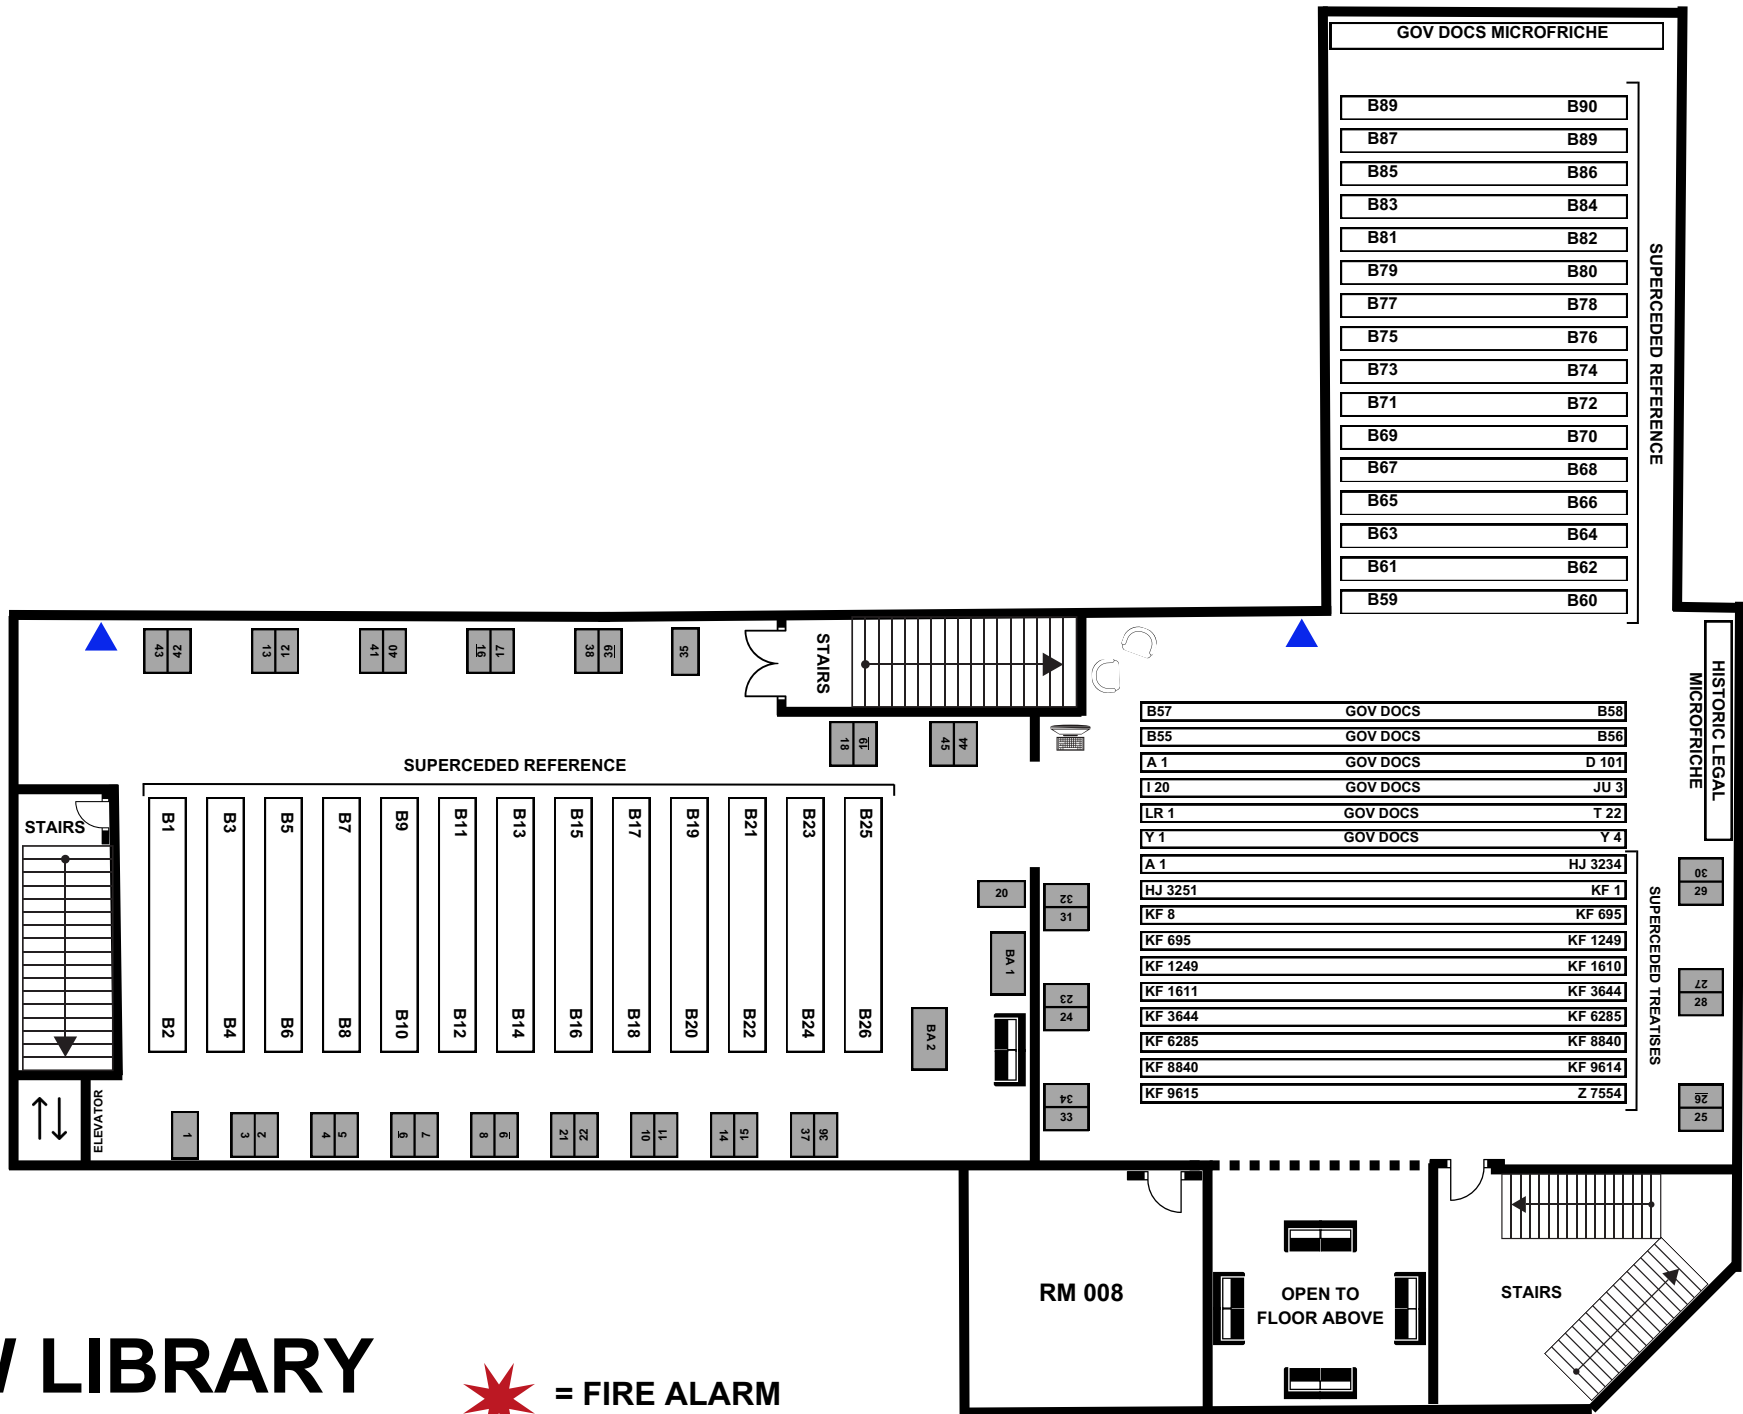 GOV DOCS MICROFRICHE
B89 B90
B87 B89
B85 B86
B83 B84
B81 B82
B79 B80
B77 B78
B75 B76
B73 B74
B71 B72
B69 B70
B67 B68
B65 B66
B63 B64
B61 B62
B59 B60
SUPERCEDED REFERENCE
43 42
13 12
41 40
16 17
38 39
35
STAIRS
18 19
45 44
HISTORIC LEGAL
MICROFRICHE
B57 GOV DOCS B58
B55 GOV DOCS B56
A 1 GOV DOCS D 101
I 20 GOV DOCS JU 3
LR 1 GOV DOCS T 22
Y 1 GOV DOCS Y 4
A 1 HJ 3234
HJ 3251 KF 1
KF 8 KF 695
KF 695 KF 1249
KF 1249 KF 1610
KF 1611 KF 3644
KF 3644 KF 6285
KF 6285 KF 8840
KF 8840 KF 9614
KF 9615 Z 7554
SUPERCEDED TREATISES
30
29
27
28
26
25
SUPERCEDED REFERENCE
STAIRS
B1 B3 B5 B7 B9 B11 B13 B15 B17 B19 B21 B23 B25
B2 B4 B6 B8 B10 B12 B14 B16 B18 B20 B22 B24 B26
20
BA 1
BA 2
32
31
23
24
34
33
ELEVATOR
1
3 2
4 5
6 7
8 9
21 22
10 11
14 15
37 36
RM 008
OPEN TO
FLOOR ABOVE
STAIRS
LIBRARY
= FIRE ALARM